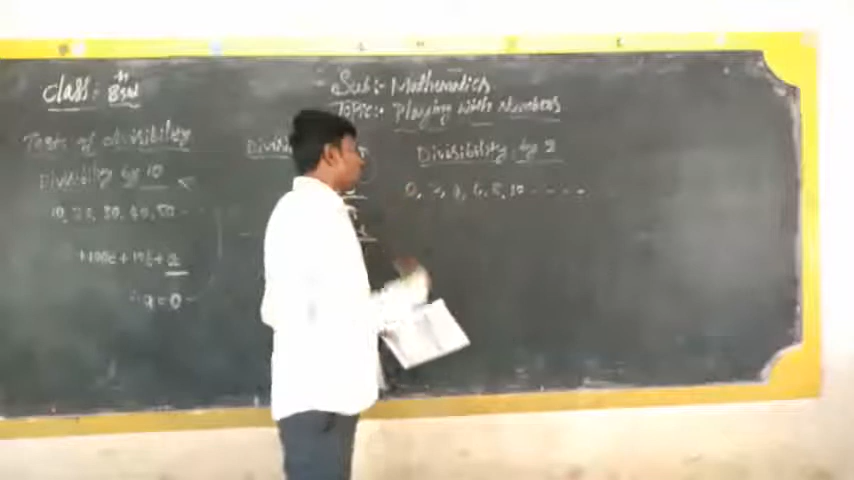 Class:- 8th
Sub:- Mathematics
Topic:- Playing with Numbers
Tests of divisibility
Divisibility by 10
10, 20, 30, 40, 50 - -
+100c+10b+a
∴ a = 0
Divisibility by 2
0, 2, 4, 6, 8, 10 - - - -